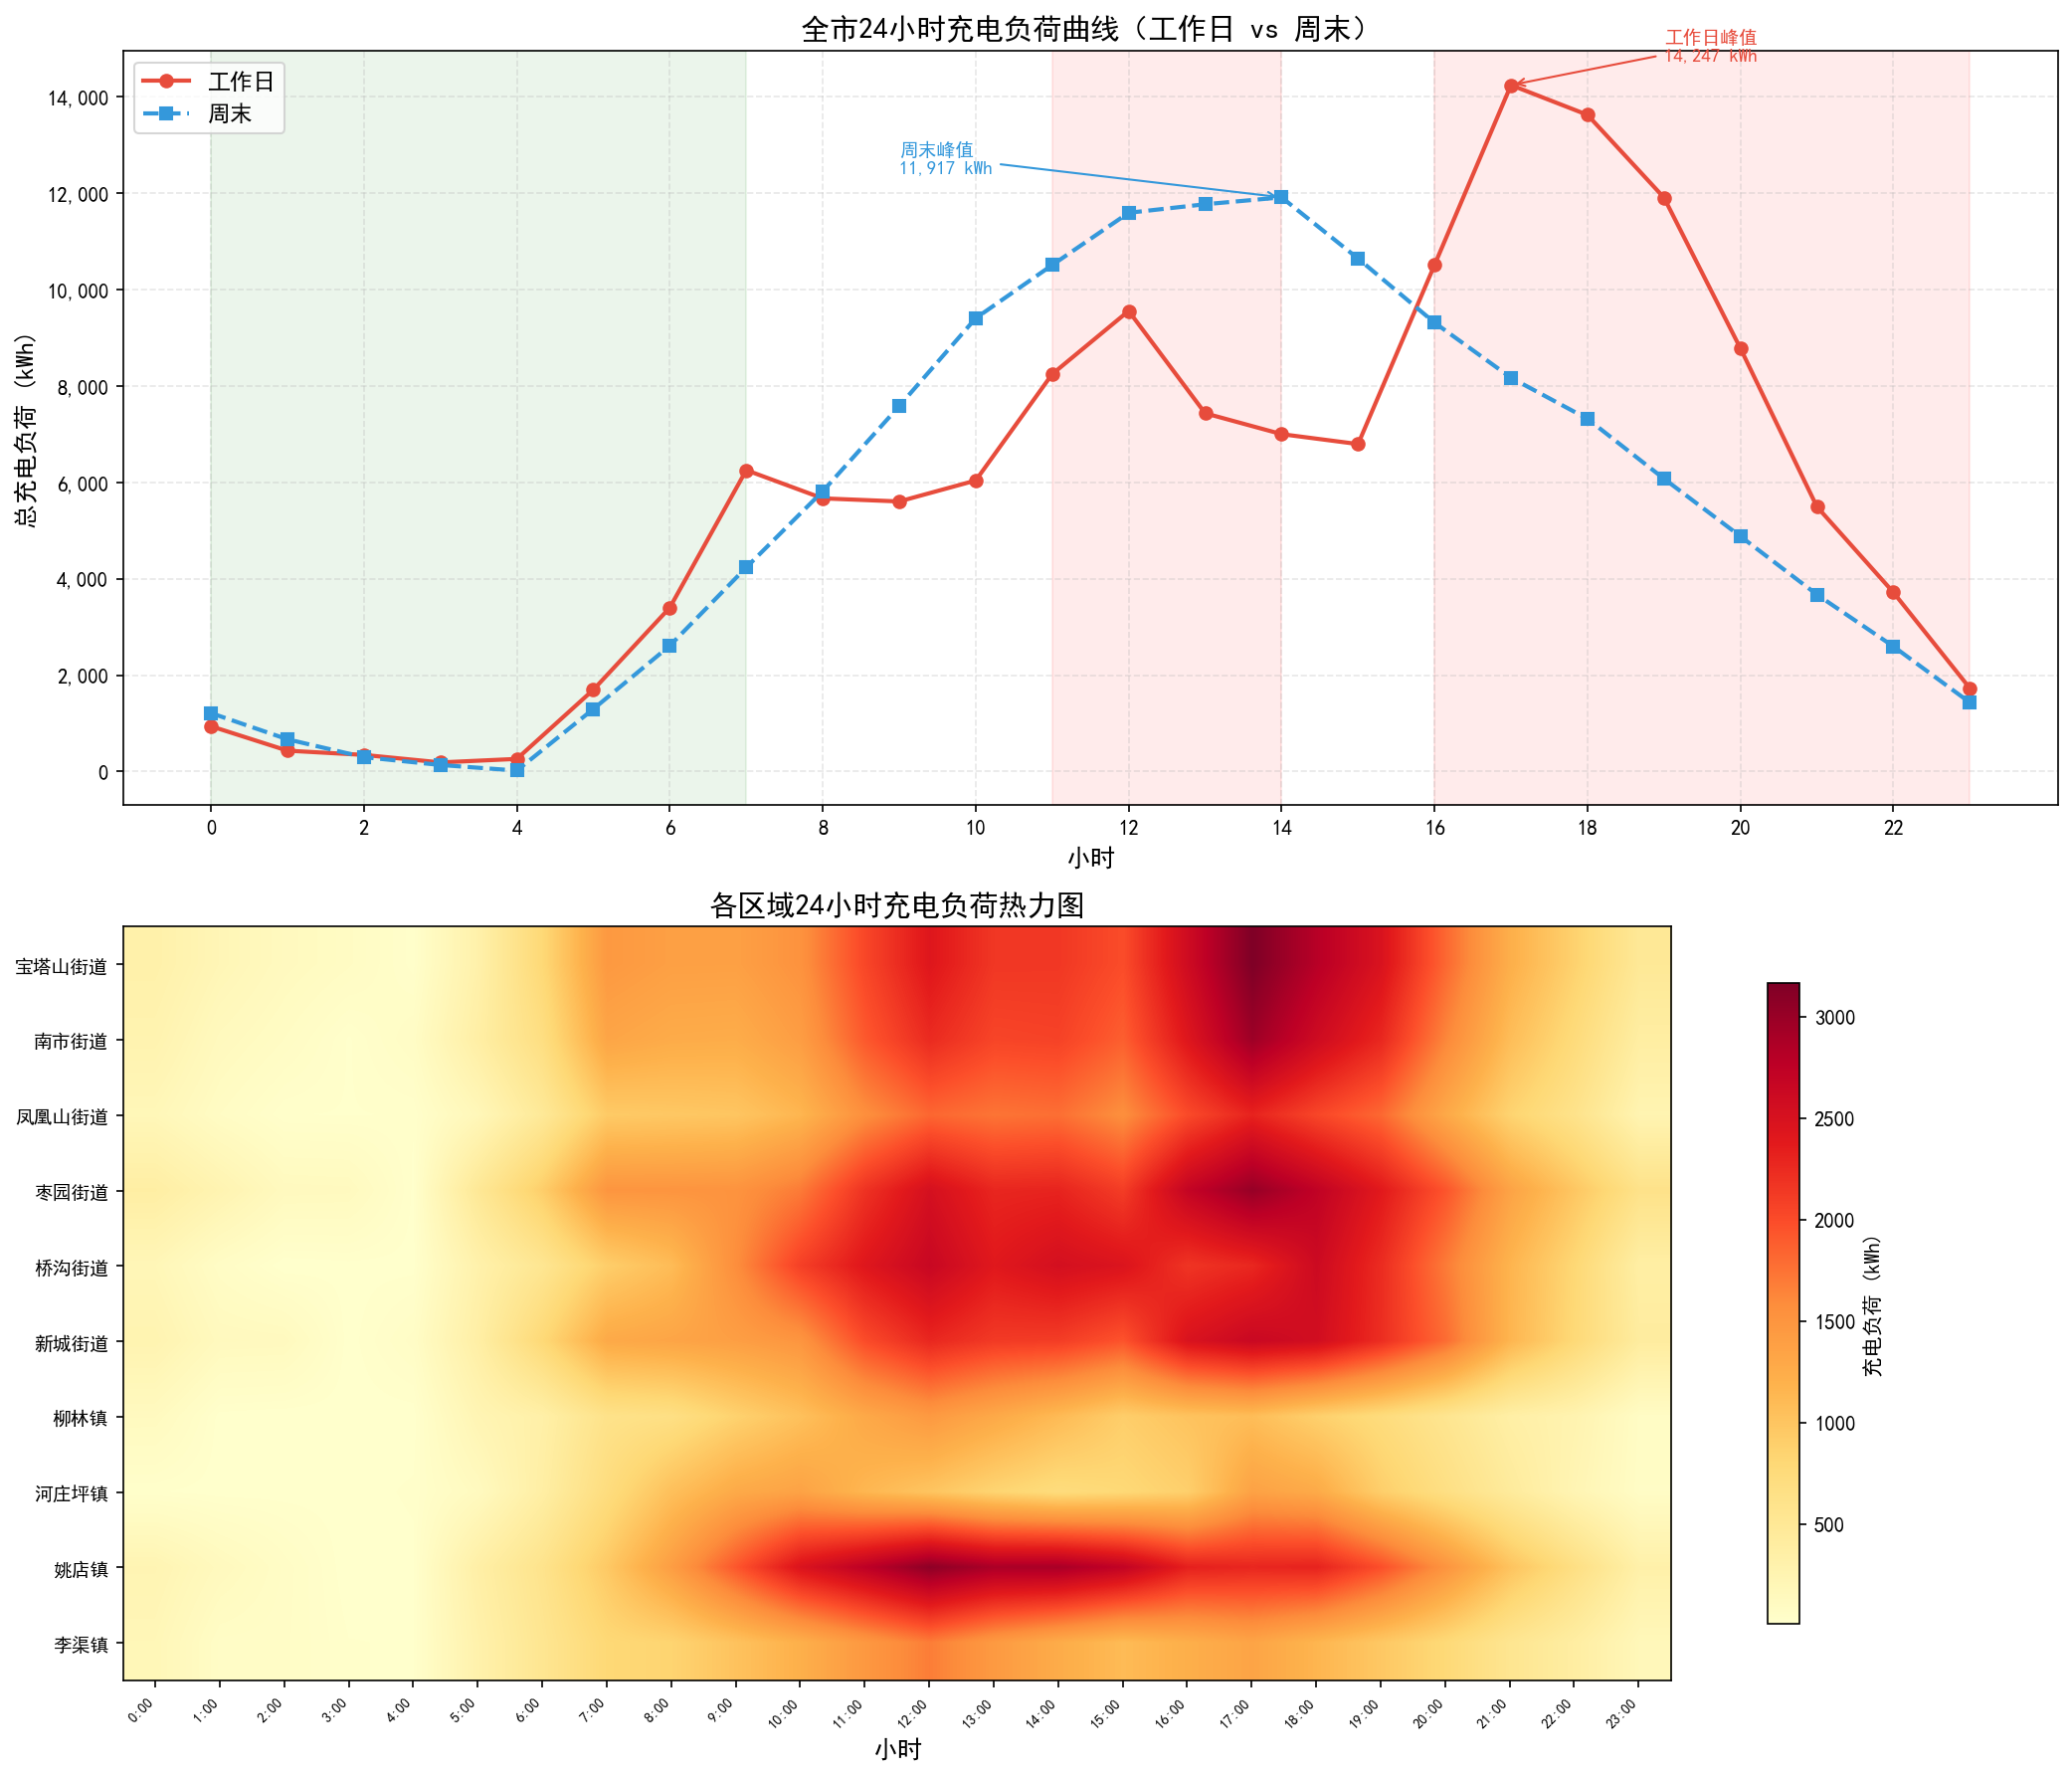 全市24小时充电负荷曲线（工作日 vs 周末）
工作日
周末
工作日峰值
14,247 kWh
周末峰值
11,917 kWh
总充电负荷 (kWh)
14,000
12,000
10,000
8,000
6,000
4,000
2,000
0
0 2 4 6 8 10 12 14 16 18 20 22
小时
各区域24小时充电负荷热力图
宝塔山街道
南市街道
凤凰山街道
枣园街道
桥沟街道
新城街道
柳林镇
河庄坪镇
姚店镇
李渠镇
0:00 1:00 2:00 3:00 4:00 5:00 6:00 7:00 8:00 9:00 10:00 11:00 12:00 13:00 14:00 15:00 16:00 17:00 18:00 19:00 20:00 21:00 22:00 23:00
小时
3000
2500
2000
1500
1000
500
充电负荷 (kWh)